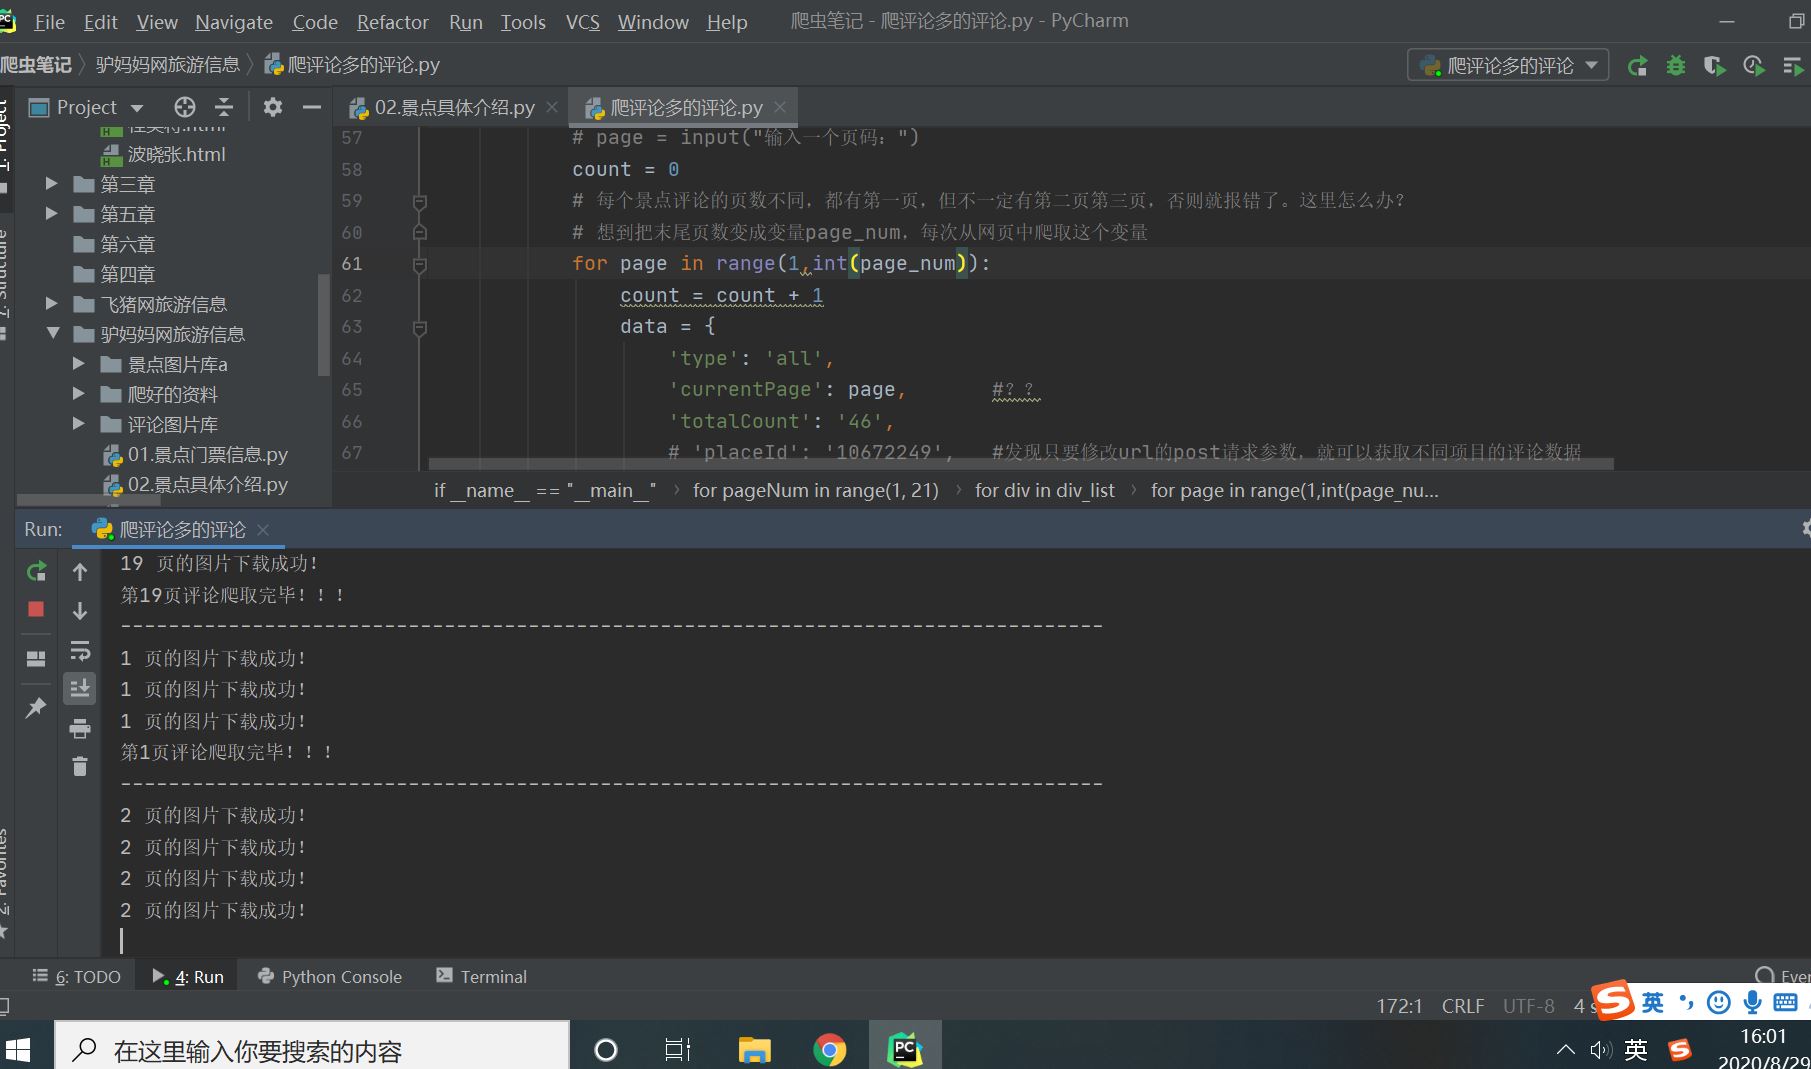 File Edit View Navigate Code Refactor Run Tools VCS Window Help 爬虫笔记 - 爬评论多的评论.py - PyCharm
爬虫笔记 驴妈妈网旅游信息 爬评论多的评论.py
爬评论多的评论
Project
02.景点具体介绍.py
爬评论多的评论.py
1: Project
波晓张.html
第三章
第五章
第六章
第四章
飞猪网旅游信息
驴妈妈网旅游信息
景点图片库a
爬好的资料
评论图片库
01.景点门票信息.py
02.景点具体介绍.py
7: Structure
57 # page = input("输入一个页码：")
58 count = 0
59 # 每个景点评论的页数不同，都有第一页，但不一定有第二页第三页，否则就报错了。这里怎么办？
60 # 想到把末尾页数变成变量page_num，每次从网页中爬取这个变量
61 for page in range(1,int(page_num)):
62 count = count + 1
63 data = {
64 'type': 'all',
65 'currentPage': page, #？？
66 'totalCount': '46',
67 # 'placeId': '10672249', #发现只要修改url的post请求参数，就可以获取不同项目的评论数据
if __name__ == "__main__" › for pageNum in range(1, 21) › for div in div_list › for page in range(1,int(page_nu...
Run: 爬评论多的评论
19 页的图片下载成功！
第19页评论爬取完毕！！！
----------------------------------------------------------------------------------
1 页的图片下载成功！
1 页的图片下载成功！
1 页的图片下载成功！
第1页评论爬取完毕！！！
----------------------------------------------------------------------------------
2 页的图片下载成功！
2 页的图片下载成功！
2 页的图片下载成功！
2 页的图片下载成功！
2: Favorites
6: TODO 4: Run Python Console Terminal
172:1 CRLF UTF-8 4 s
英
在这里输入你要搜索的内容
PC
英
16:01
2020/8/29